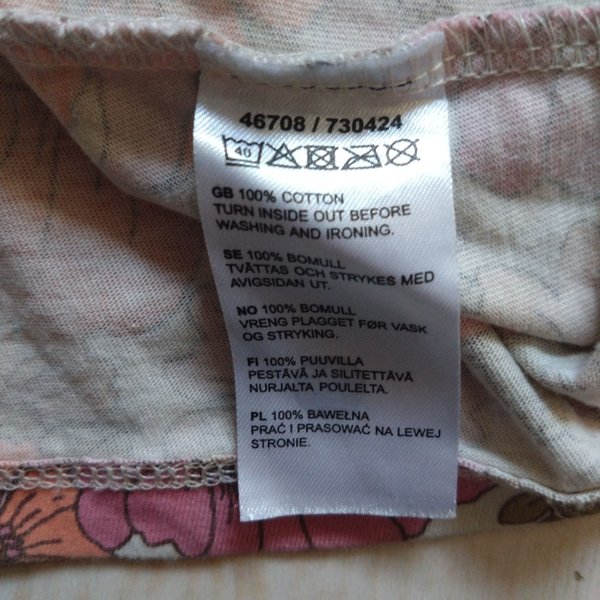 46708 / 730424
40
GB 100% COTTON
TURN INSIDE OUT BEFORE
WASHING AND IRONING.
SE 100% BOMULL
TVÄTTAS OCH STRYKES MED
AVIGSIDAN UT.
NO 100% BOMULL
VRENG PLAGGET FØR VASK
OG STRYKING.
FI 100% PUUVILLA
PESTÄVÄ JA SILITETTÄVÄ
NURJALTA POULELTA.
PL 100% BAWEŁNA
PRAĆ I PRASOWAĆ NA LEWEJ
STRONIE.